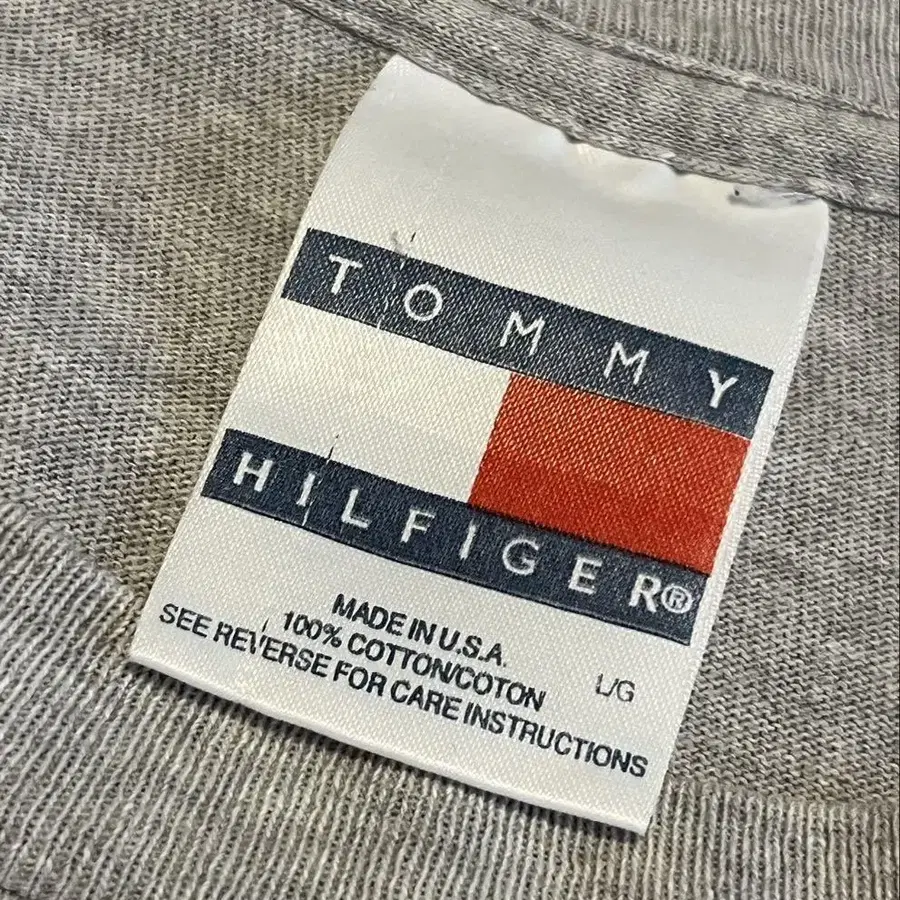 TOMMY
HILFIGER®
MADE IN U.S.A.
100% COTTON/COTON
L/G
SEE REVERSE FOR CARE INSTRUCTIONS